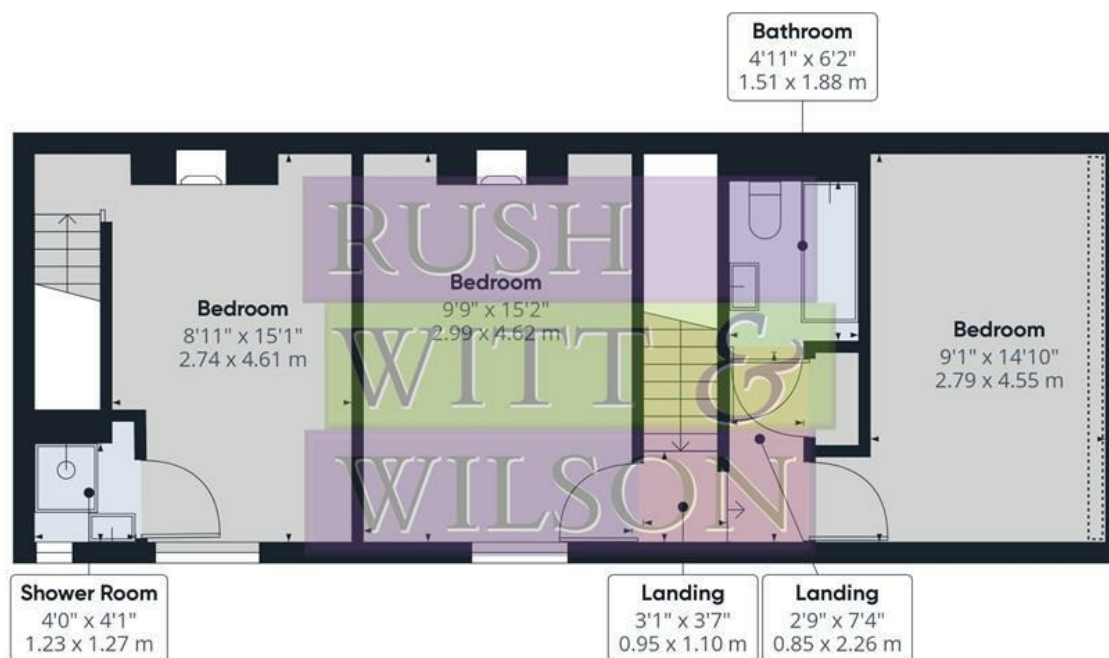 Bathroom
4'11" x 6'2"
1.51 x 1.88 m
RUSH
WITT &
WILSON
Bedroom
8'11" x 15'1"
2.74 x 4.61 m
Bedroom
9'9" x 15'2"
2.99 x 4.62 m
Bedroom
9'1" x 14'10"
2.79 x 4.55 m
Shower Room
4'0" x 4'1"
1.23 x 1.27 m
Landing
3'1" x 3'7"
0.95 x 1.10 m
Landing
2'9" x 7'4"
0.85 x 2.26 m